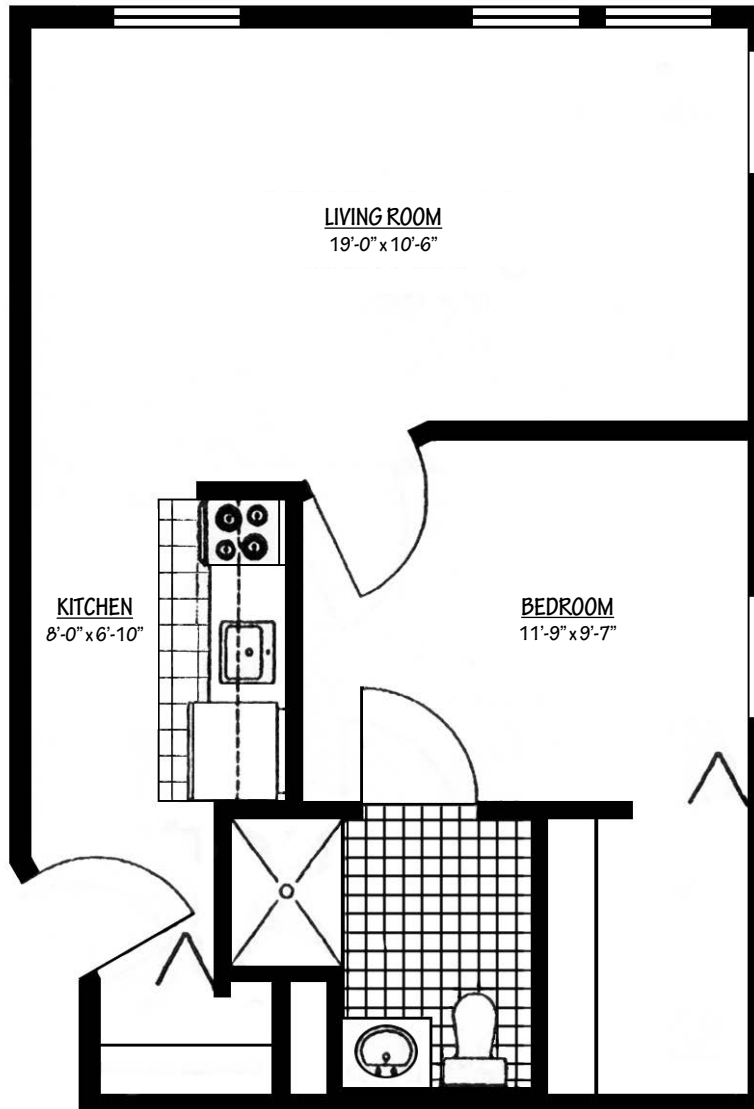 LIVING ROOM
19'-0" x 10'-6"
KITCHEN
8'-0" x 6'-10"
BEDROOM
11'-9" x 9'-7"